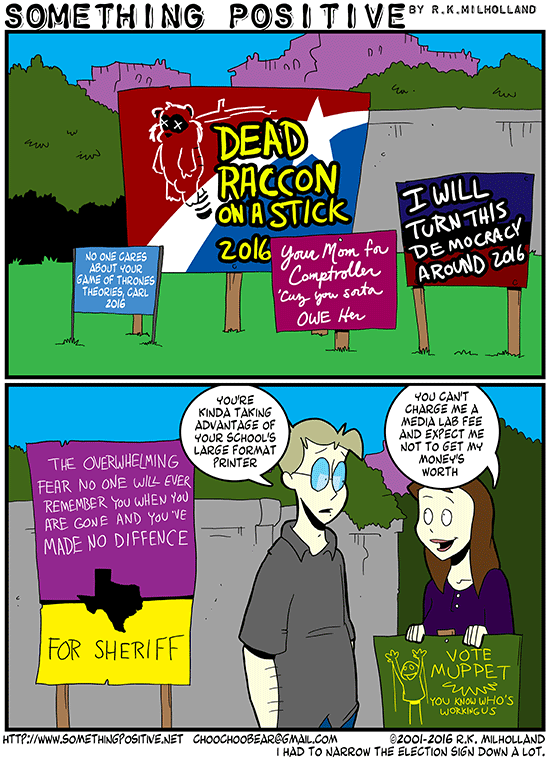 SOMETHING POSITIVE BY R.K.MILHOLLAND
DEAD
RACCON
ON A STICK
2016
NO ONE CARES
ABOUT YOUR
GAME OF THRONES
THEORIES, CARL
2016
Your Mom for
Comptroller
'Cuz you sorta
OWE Her
I WILL
TURN THIS
DEMOCRACY
AROUND 2016
YOU'RE
KINDA TAKING
ADVANTAGE OF
YOUR SCHOOL'S
LARGE FORMAT
PRINTER
YOU CAN'T
CHARGE ME A
MEDIA LAB FEE
AND EXPECT ME
NOT TO GET MY
MONEY'S
WORTH
THE OVERWHELMING
FEAR NO ONE WILL EVER
REMEMBER YOU WHEN YOU
ARE GONE AND YOU'VE
MADE NO DIFFENCE
FOR SHERIFF
VOTE
MUPPET
YOU KNOW WHO'S
WORKING US
HTTP://WWW.SOMETHINGPOSITIVE.NET CHOOCHOOBEAR@GMAIL.COM ©2001-2016 R.K. MILHOLLAND
I HAD TO NARROW THE ELECTION SIGN DOWN A LOT.